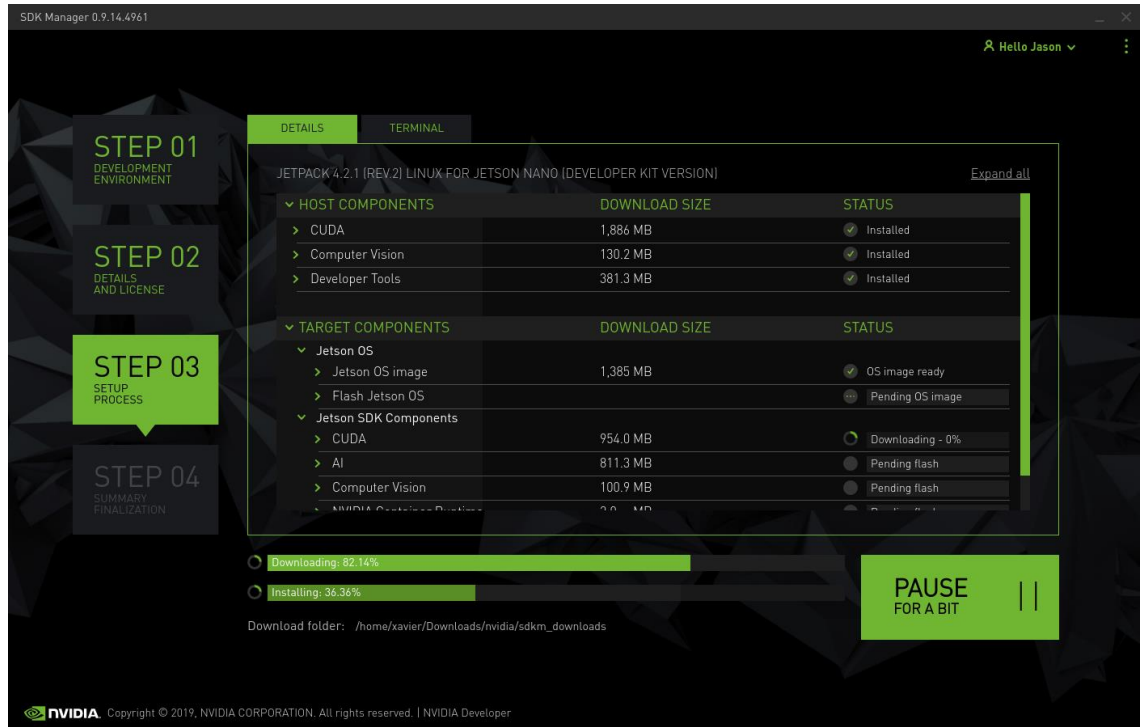 SDK Manager 0.9.14.4961
Hello Jason
STEP 01
DEVELOPMENT
ENVIRONMENT
STEP 02
DETAILS
AND LICENSE
STEP 03
SETUP
PROCESS
STEP 04
SUMMARY
FINALIZATION
DETAILS TERMINAL
JETPACK 4.2.1 (REV.2) LINUX FOR JETSON NANO (DEVELOPER KIT VERSION) Expand all
HOST COMPONENTS DOWNLOAD SIZE STATUS
CUDA 1,886 MB Installed
Computer Vision 130.2 MB Installed
Developer Tools 381.3 MB Installed
TARGET COMPONENTS DOWNLOAD SIZE STATUS
Jetson OS
Jetson OS image 1,385 MB OS image ready
Flash Jetson OS Pending OS image
Jetson SDK Components
CUDA 954.0 MB Downloading - 0%
AI 811.3 MB Pending flash
Computer Vision 100.9 MB Pending flash
NVIDIA Container Runtime MB
Downloading: 82.14%
Installing: 36.36%
Download folder: /home/xavier/Downloads/nvidia/sdkm_downloads
PAUSE
FOR A BIT
NVIDIA. Copyright © 2019, NVIDIA CORPORATION. All rights reserved. | NVIDIA Developer